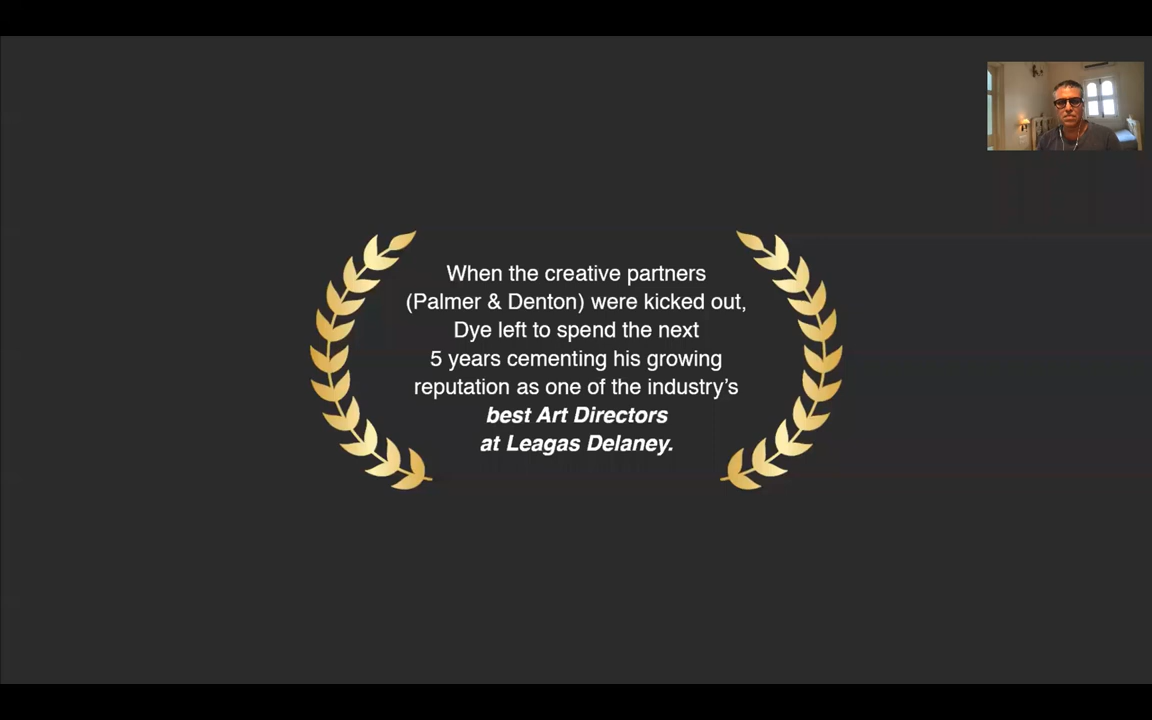 When the creative partners
(Palmer & Denton) were kicked out,
Dye left to spend the next
5 years cementing his growing
reputation as one of the industry’s
best Art Directors
at Leagas Delaney.